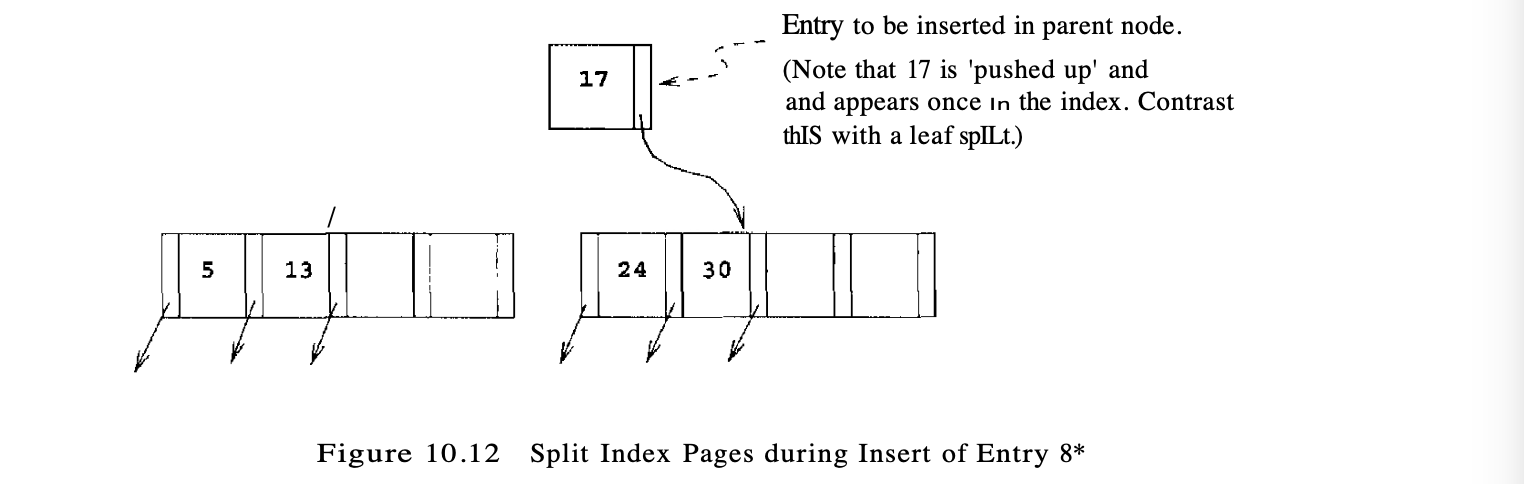 Entry to be inserted in parent node.
17
(Note that 17 is 'pushed up' and
and appears once in the index. Contrast
thIS with a leaf spILt.)
5 13 24 30
Figure 10.12 Split Index Pages during Insert of Entry 8*